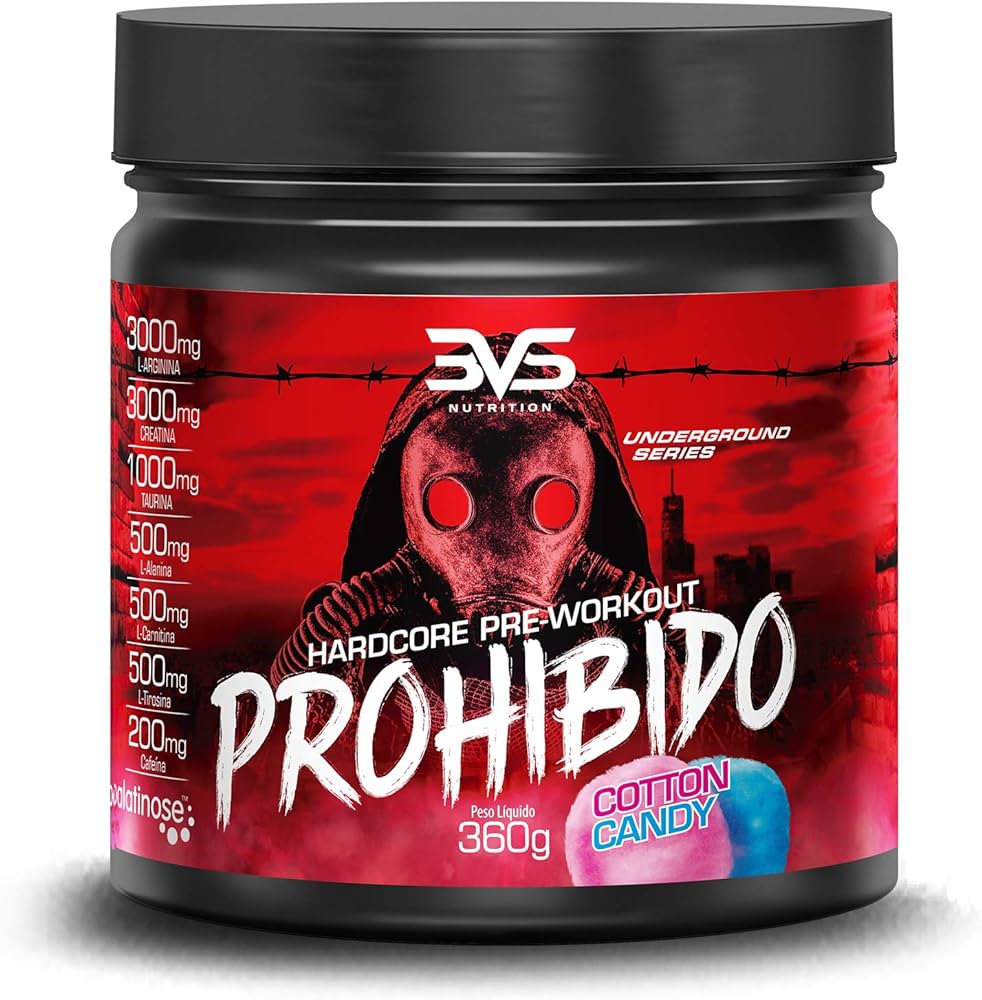 3VS
NUTRITION
UNDERGROUND
SERIES
3000mg
L-ARGININA
3000mg
CREATINA
1000mg
TAURINA
500mg
L-Alanina
500mg
L-Carnitina
500mg
L-Tirosina
200mg
Cafeína
palatinose™
HARDCORE PRE-WORKOUT
PROHIBIDO
Peso Líquido
360g
COTTON
CANDY